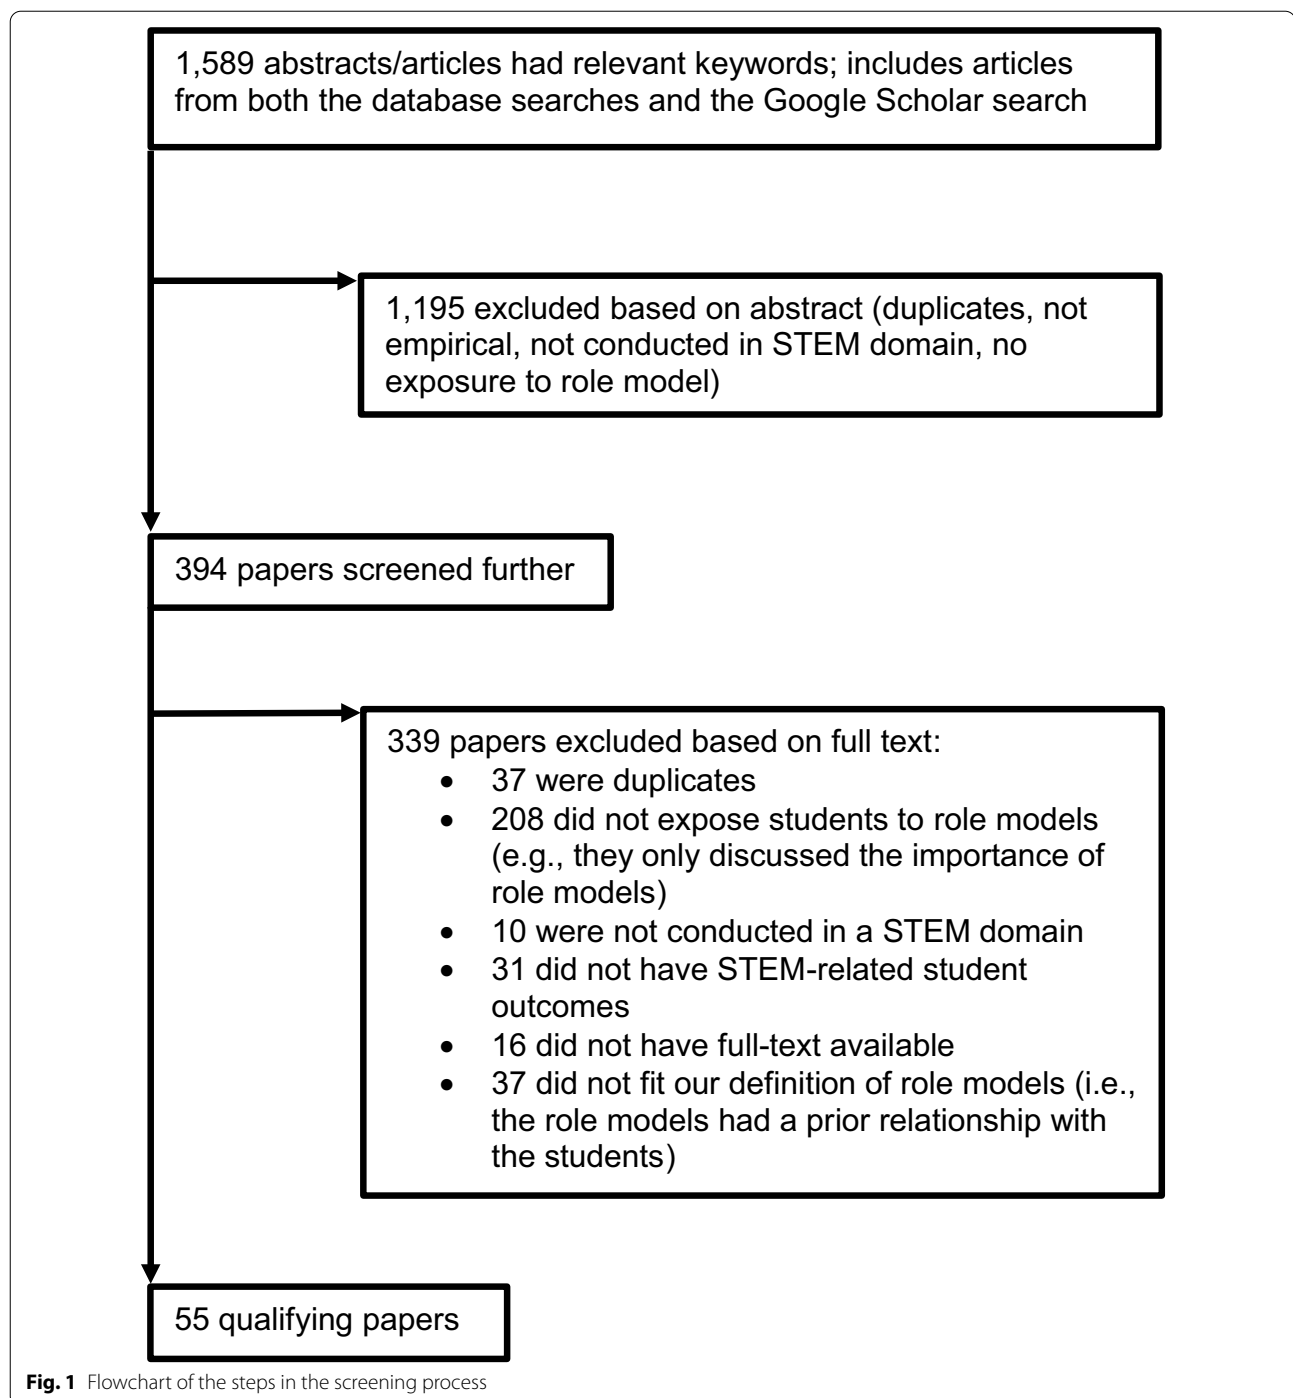 1,589 abstracts/articles had relevant keywords; includes articles
from both the database searches and the Google Scholar search
1,195 excluded based on abstract (duplicates, not
empirical, not conducted in STEM domain, no
exposure to role model)
394 papers screened further
339 papers excluded based on full text:
• 37 were duplicates
• 208 did not expose students to role models
(e.g., they only discussed the importance of
role models)
• 10 were not conducted in a STEM domain
• 31 did not have STEM-related student
outcomes
• 16 did not have full-text available
• 37 did not fit our definition of role models (i.e.,
the role models had a prior relationship with
the students)
55 qualifying papers
Fig. 1 Flowchart of the steps in the screening process